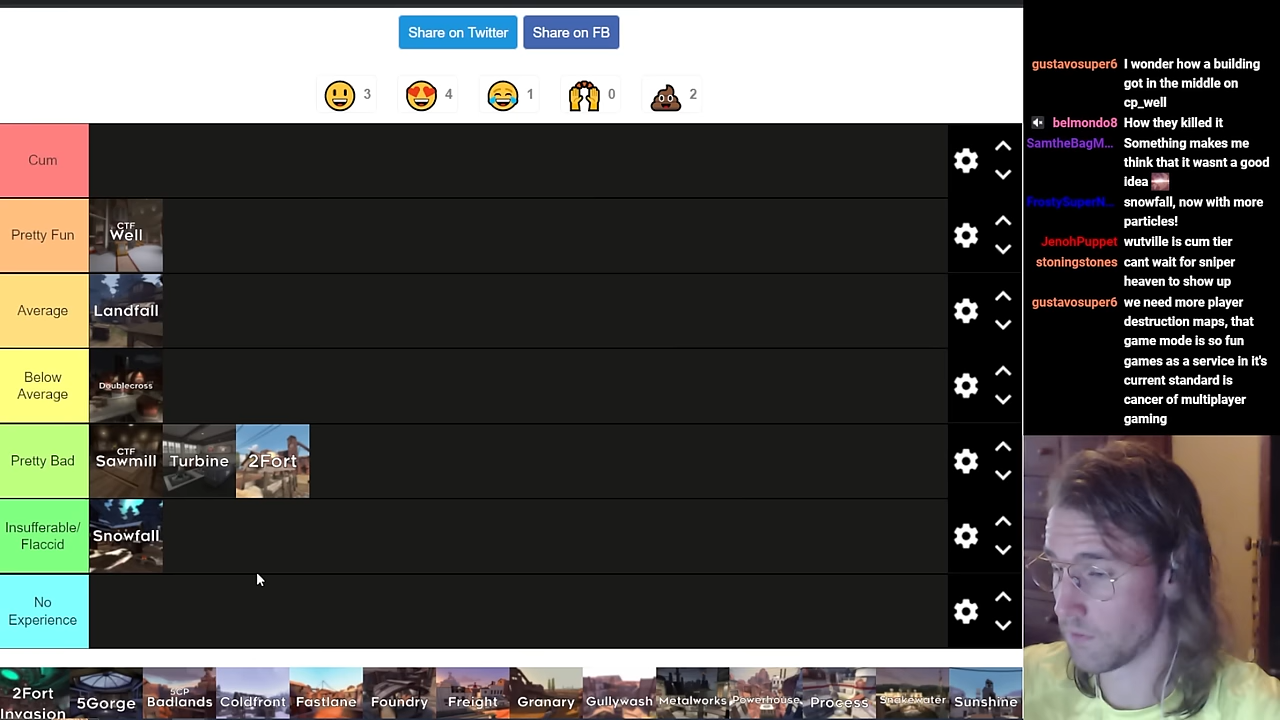 Share on Twitter
Share on FB
3
4
1
0
2
Cum
Pretty Fun
CTF
Well
Average
Landfall
Below
Average
Doublecross
Pretty Bad
CTF
Sawmill
Turbine
2Fort
Insufferable/
Flaccid
Snowfall
No
Experience
2Fort
Invasion
5Gorge
5CP
Badlands
Coldfront
Fastlane
Foundry
Freight
Granary
Gullywash
Metalworks
Powerhouse
Process
Snakewater
Sunshine
gustavosuper6 I wonder how a building
got in the middle on
cp_well
belmondo8 How they killed it
SamtheBagM... Something makes me
think that it wasnt a good
idea
FrostySuperN... snowfall, now with more
particles!
JenohPuppet wutville is cum tier
stoningstones cant wait for sniper
heaven to show up
gustavosuper6 we need more player
destruction maps, that
game mode is so fun
games as a service in it's
current standard is
cancer of multiplayer
gaming